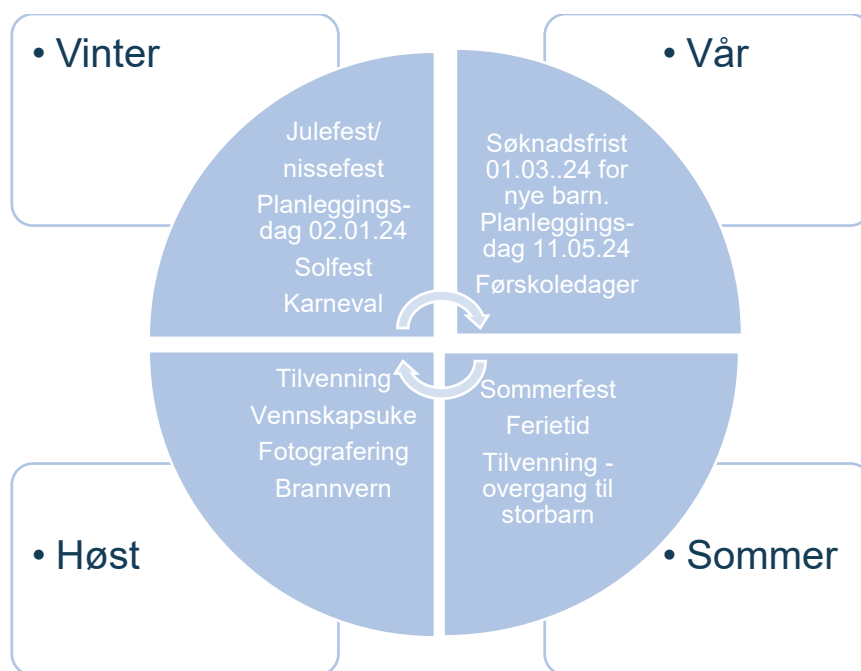 • Vinter
Julefest/
nissefest
Planleggings-
dag 02.01.24
Solfest
Karneval
• Vår
Søknadsfrist
01.03..24 for
nye barn.
Planleggings-
dag 11.05.24
Førskoledager
Tilvenning
Vennskapsuke
Fotografering
Brannvern
• Høst
Sommerfest
Ferietid
Tilvenning -
overgang til
storbarn
• Sommer